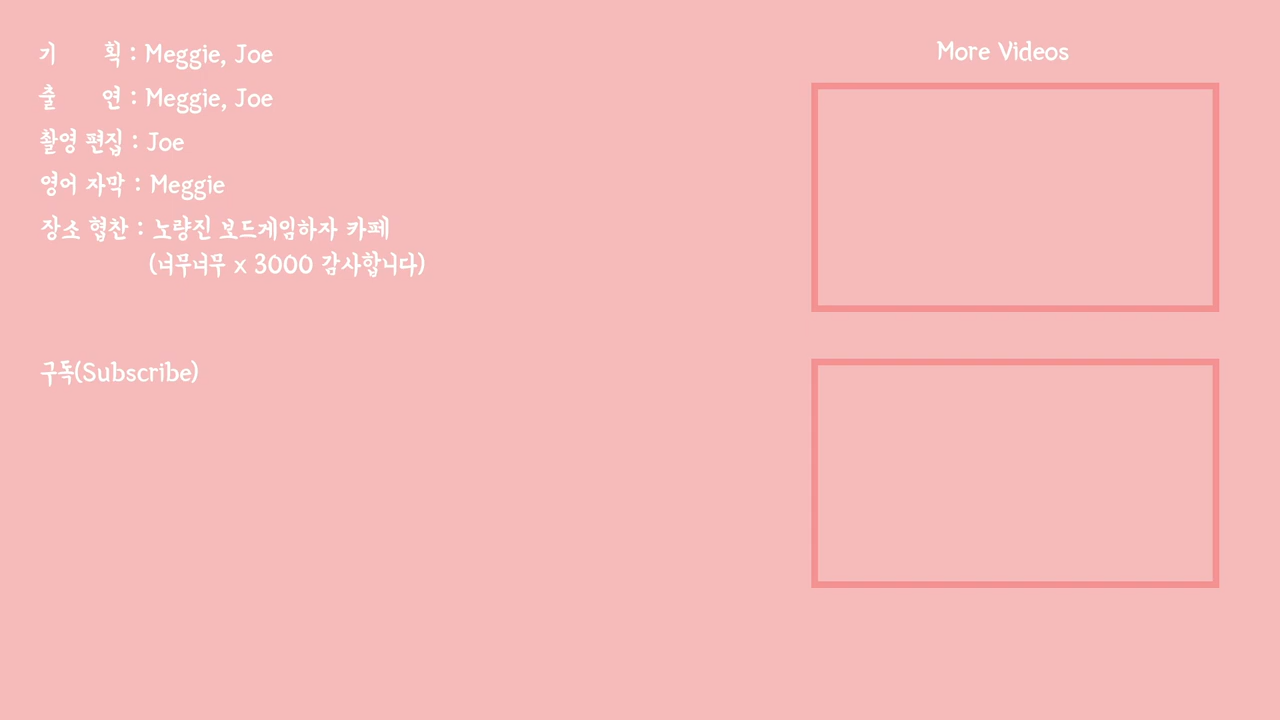 기 획 : Meggie, Joe
출 연 : Meggie, Joe
촬영 편집 : Joe
영어 자막 : Meggie
장소 협찬 : 노량진 보드게임하자 카페
(너무너무 x 3000 감사합니다)
구독(Subscribe)
More Videos